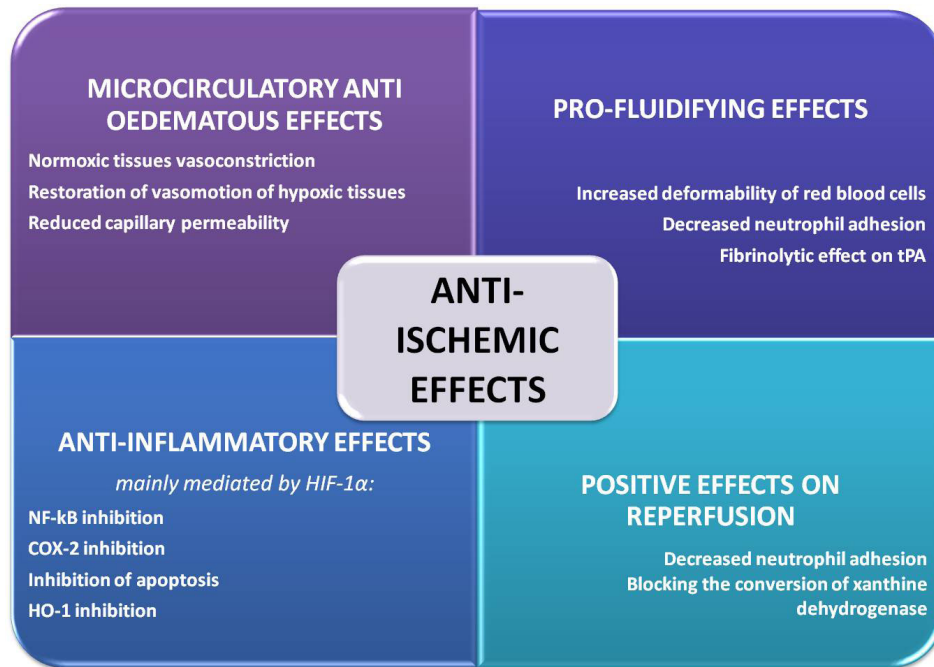 MICROCIRCULATORY ANTI
OEDEMATOUS EFFECTS
Normoxic tissues vasoconstriction
Restoration of vasomotion of hypoxic tissues
Reduced capillary permeability
PRO-FLUIDIFYING EFFECTS
Increased deformability of red blood cells
Decreased neutrophil adhesion
Fibrinolytic effect on tPA
ANTI-
ISCHEMIC
EFFECTS
ANTI-INFLAMMATORY EFFECTS
mainly mediated by HIF-1α:
NF-kB inhibition
COX-2 inhibition
Inhibition of apoptosis
HO-1 inhibition
POSITIVE EFFECTS ON
REPERFUSION
Decreased neutrophil adhesion
Blocking the conversion of xanthine
dehydrogenase